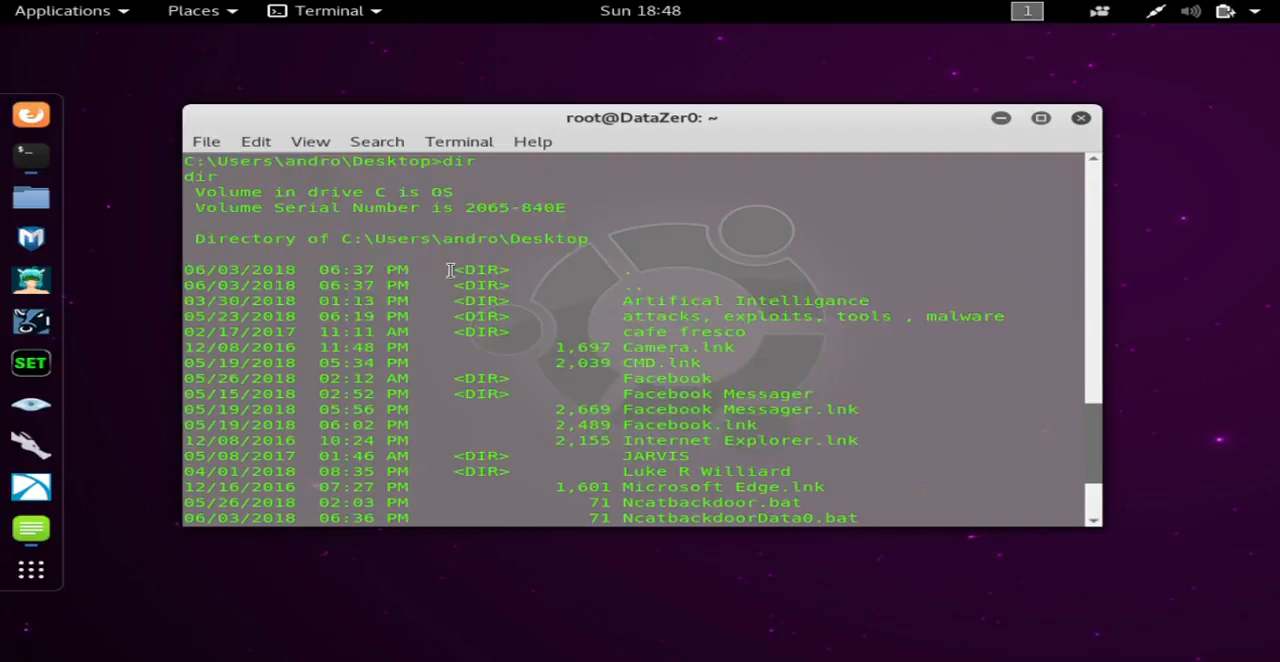 Applications Places Terminal Sun 18:48 1
root@DataZer0: ~
File Edit View Search Terminal Help
C:\Users\andro\Desktop>dir
dir
Volume in drive C is OS
Volume Serial Number is 2065-840E
Directory of C:\Users\andro\Desktop
06/03/2018 06:37 PM <DIR> .
06/03/2018 06:37 PM <DIR> ..
03/30/2018 01:13 PM <DIR> Artifical Intelligance
05/23/2018 06:19 PM <DIR> attacks, exploits, tools , malware
02/17/2017 11:11 AM <DIR> cafe fresco
12/08/2016 11:48 PM 1,697 Camera.lnk
05/19/2018 05:34 PM 2,039 CMD.lnk
05/26/2018 02:12 AM <DIR> Facebook
05/15/2018 02:52 PM <DIR> Facebook Messager
05/19/2018 05:56 PM 2,669 Facebook Messager.lnk
05/19/2018 06:02 PM 2,489 Facebook.lnk
12/08/2016 10:24 PM 2,155 Internet Explorer.lnk
05/08/2017 01:46 AM <DIR> JARVIS
04/01/2018 08:35 PM <DIR> Luke R Williard
12/16/2016 07:27 PM 1,601 Microsoft Edge.lnk
05/26/2018 02:03 PM 71 Ncatbackdoor.bat
06/03/2018 06:36 PM 71 NcatbackdoorData0.bat
SET